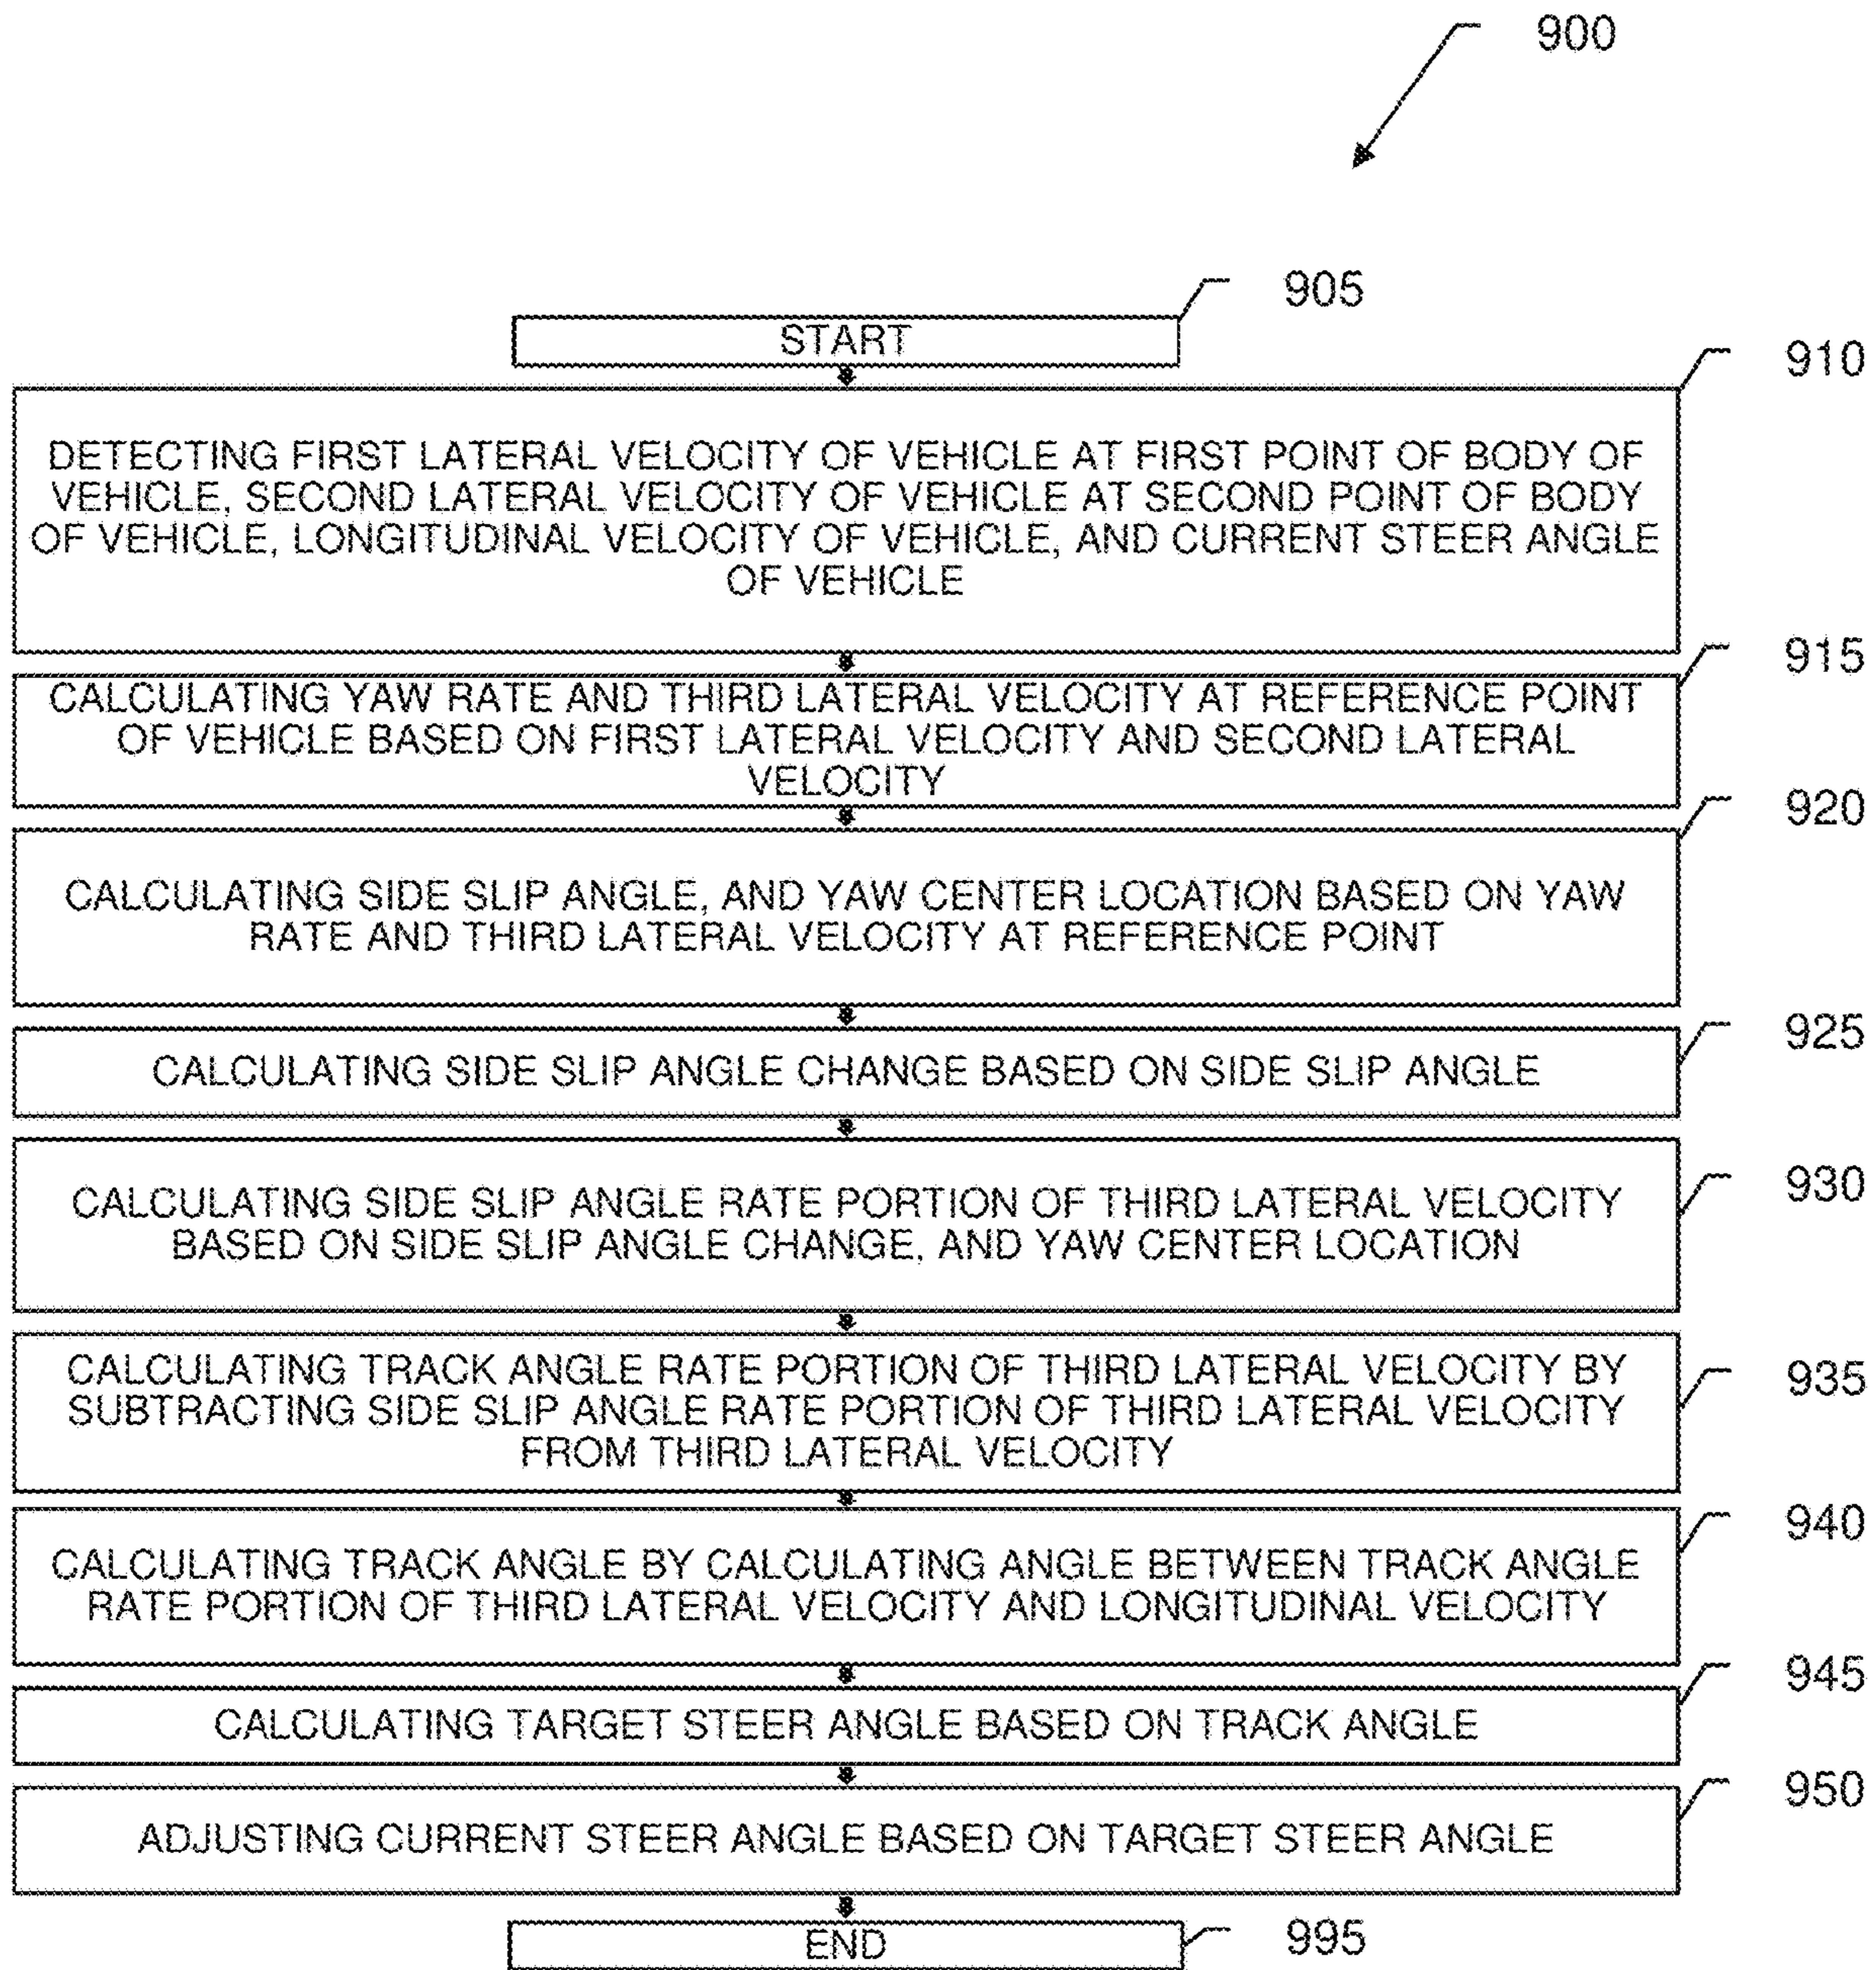 900
905
START
910
DETECTING FIRST LATERAL VELOCITY OF VEHICLE AT FIRST POINT OF BODY OF
VEHICLE, SECOND LATERAL VELOCITY OF VEHICLE AT SECOND POINT OF BODY
OF VEHICLE, LONGITUDINAL VELOCITY OF VEHICLE, AND CURRENT STEER ANGLE
OF VEHICLE
915
CALCULATING YAW RATE AND THIRD LATERAL VELOCITY AT REFERENCE POINT
OF VEHICLE BASED ON FIRST LATERAL VELOCITY AND SECOND LATERAL
VELOCITY
920
CALCULATING SIDE SLIP ANGLE, AND YAW CENTER LOCATION BASED ON YAW
RATE AND THIRD LATERAL VELOCITY AT REFERENCE POINT
925
CALCULATING SIDE SLIP ANGLE CHANGE BASED ON SIDE SLIP ANGLE
930
CALCULATING SIDE SLIP ANGLE RATE PORTION OF THIRD LATERAL VELOCITY
BASED ON SIDE SLIP ANGLE CHANGE, AND YAW CENTER LOCATION
935
CALCULATING TRACK ANGLE RATE PORTION OF THIRD LATERAL VELOCITY BY
SUBTRACTING SIDE SLIP ANGLE RATE PORTION OF THIRD LATERAL VELOCITY
FROM THIRD LATERAL VELOCITY
940
CALCULATING TRACK ANGLE BY CALCULATING ANGLE BETWEEN TRACK ANGLE
RATE PORTION OF THIRD LATERAL VELOCITY AND LONGITUDINAL VELOCITY
945
CALCULATING TARGET STEER ANGLE BASED ON TRACK ANGLE
950
ADJUSTING CURRENT STEER ANGLE BASED ON TARGET STEER ANGLE
END
995